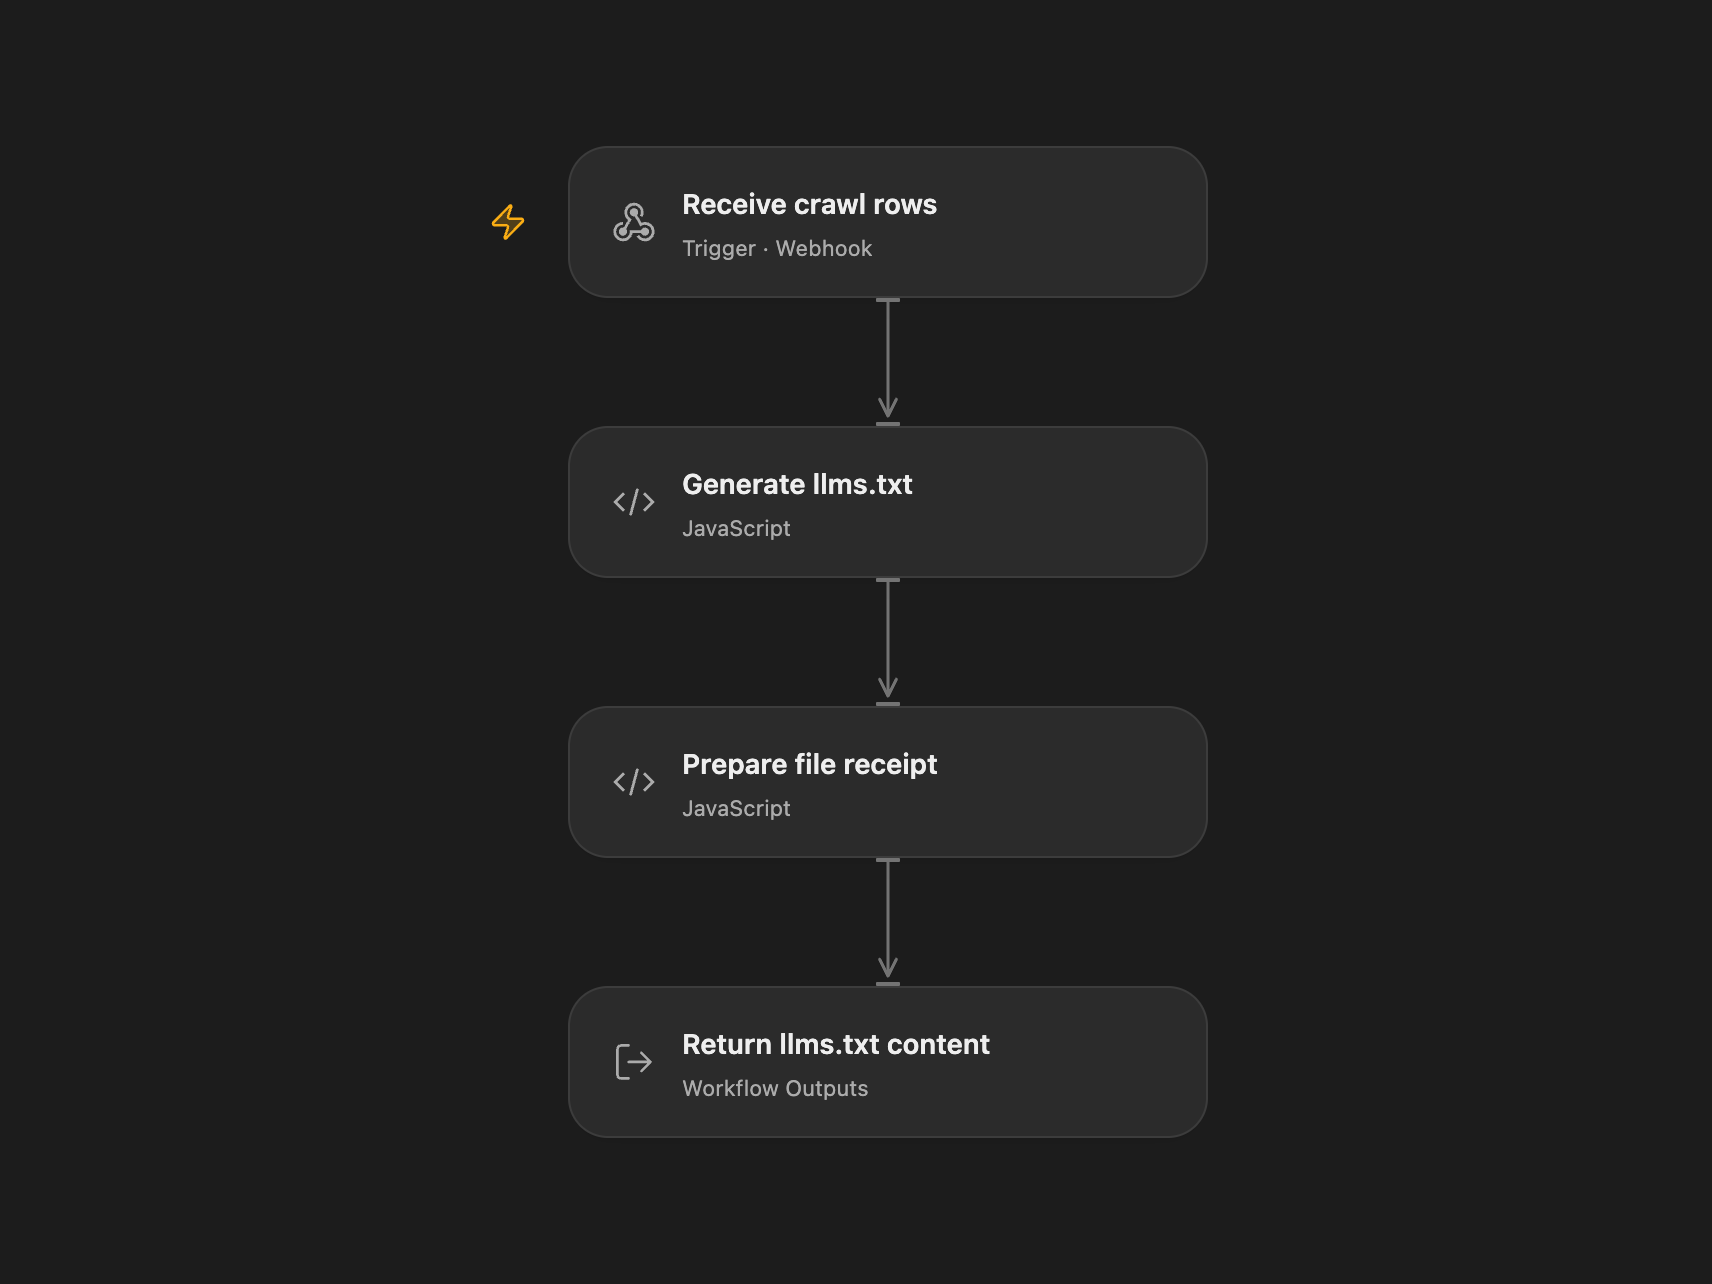 Receive crawl rows
Trigger · Webhook
Generate llms.txt
JavaScript
Prepare file receipt
JavaScript
Return llms.txt content
Workflow Outputs